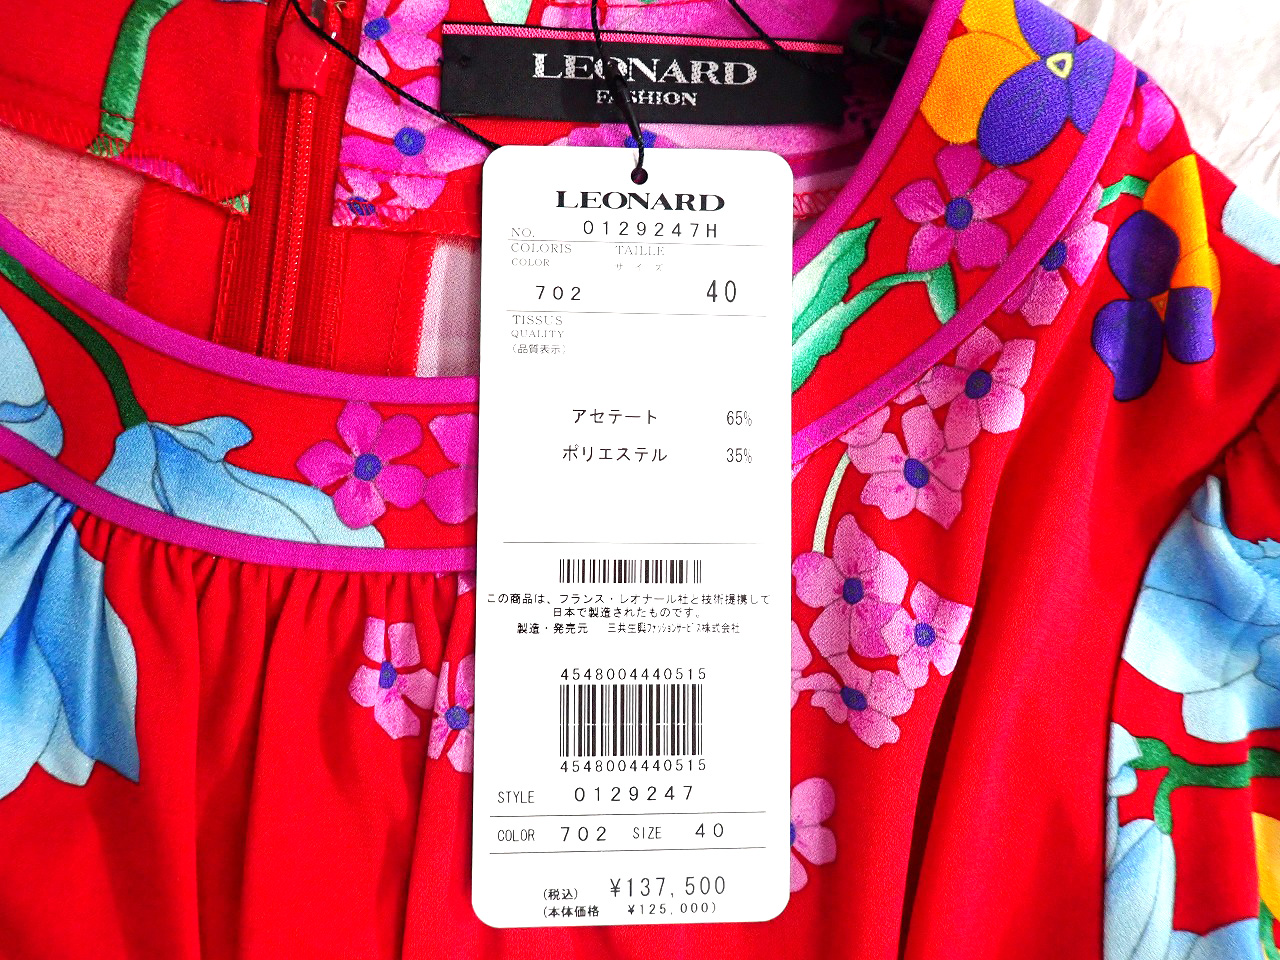 LEONARD
FASHION
LEONARD
NO. 0129247H
COLORIS TAILLE
COLOR サイズ
702 40
TISSUS
QUALITY
(品質表示)
アセテート 65%
ポリエステル 35%
この商品は、フランス・レオナール社と技術提携して
日本で製造されたものです。
製造・発売元 三共生興ファッションサービス株式会社
4548004440515
4548004440515
STYLE 0129247
COLOR 702 SIZE 40
(税込) ¥137,500
(本体価格 ¥125,000)